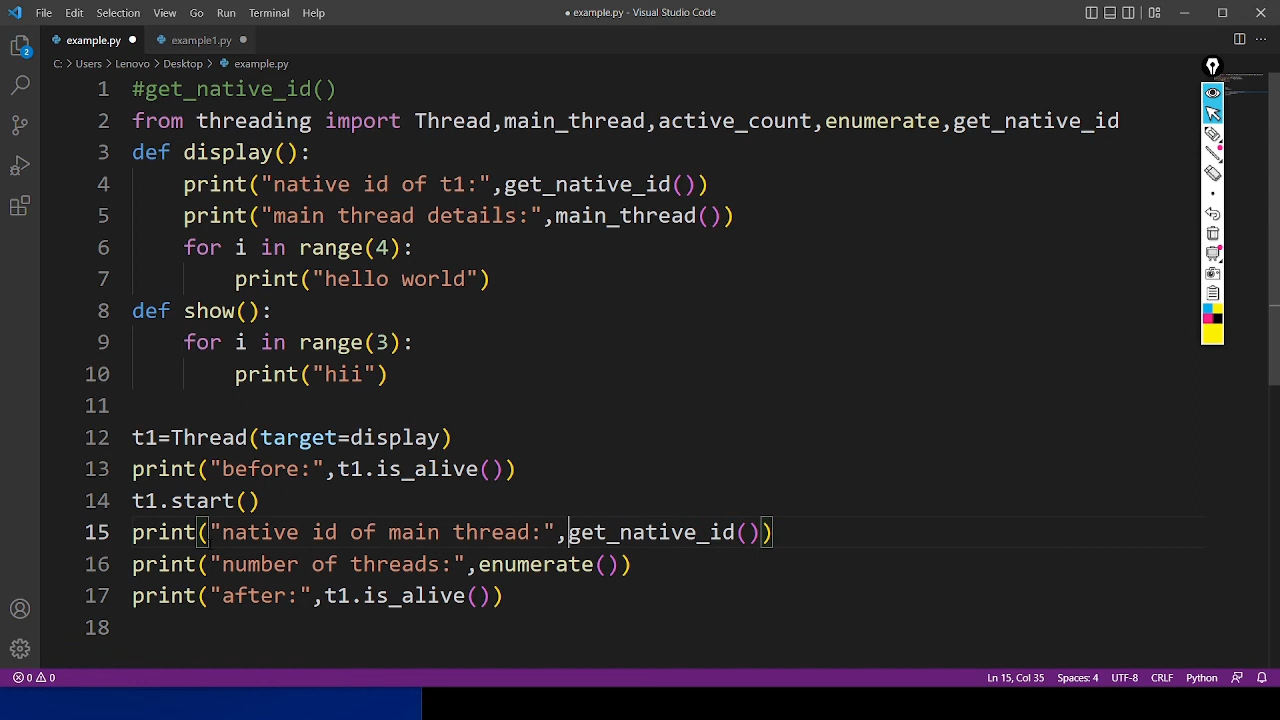 File Edit Selection View Go Run Terminal Help ● example.py - Visual Studio Code
example.py ● example1.py ●
C: > Users > Lenovo > Desktop > example.py
2
1 #get_native_id()
2 from threading import Thread,main_thread,active_count,enumerate,get_native_id
3 def display():
4 print("native id of t1:",get_native_id())
5 print("main thread details:",main_thread())
6 for i in range(4):
7 print("hello world")
8 def show():
9 for i in range(3):
10 print("hii")
11
12 t1=Thread(target=display)
13 print("before:",t1.is_alive())
14 t1.start()
15 print("native id of main thread:",get_native_id())
16 print("number of threads:",enumerate())
17 print("after:",t1.is_alive())
18
0 0 Ln 15, Col 35 Spaces: 4 UTF-8 CRLF Python